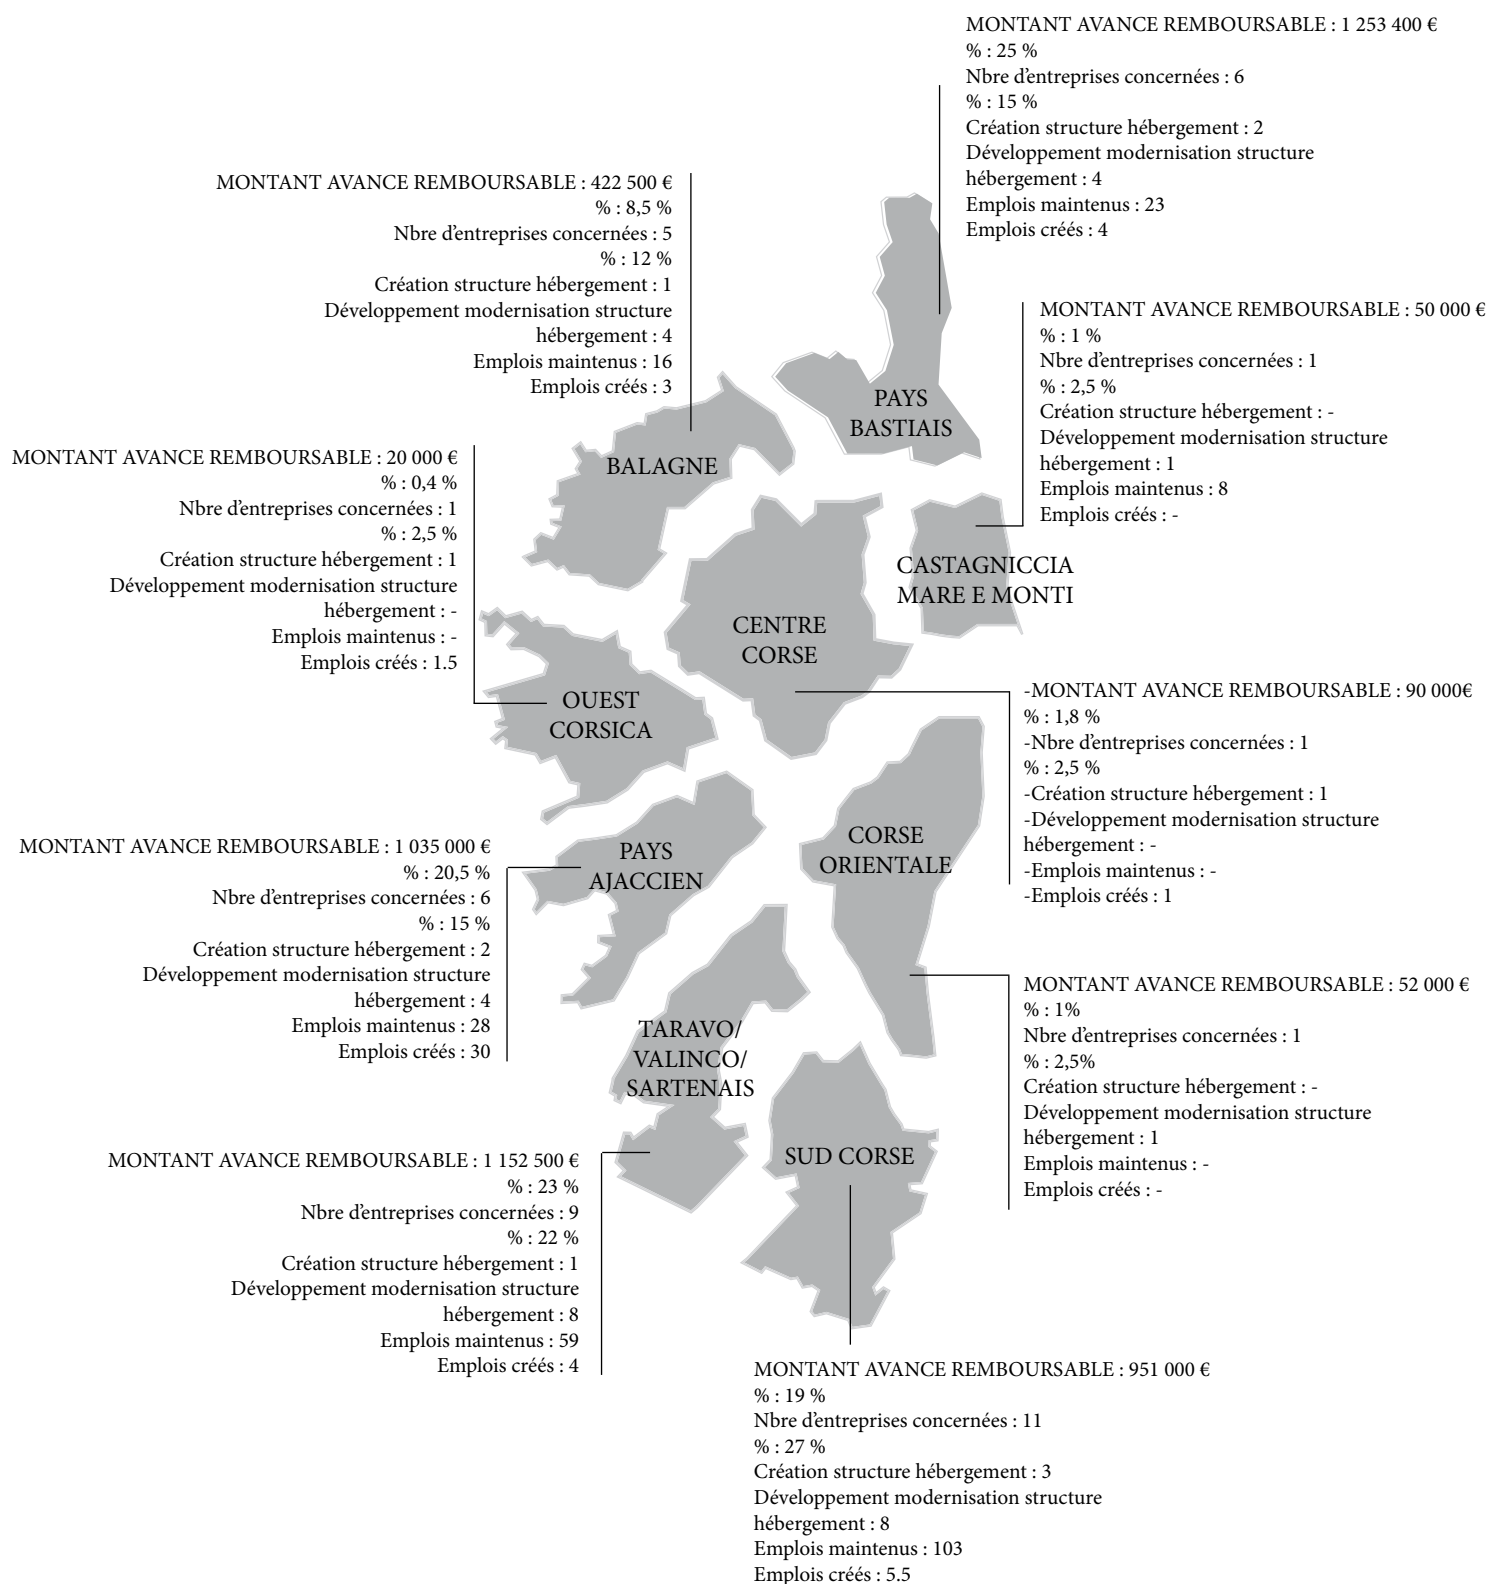 MONTANT AVANCE REMBOURSABLE : 1 253 400 €
% : 25 %
Nbre d'entreprises concernées : 6
% : 15 %
Création structure hébergement : 2
Développement modernisation structure
hébergement : 4
Emplois maintenus : 23
Emplois créés : 4
MONTANT AVANCE REMBOURSABLE : 422 500 €
% : 8,5 %
Nbre d'entreprises concernées : 5
% : 12 %
Création structure hébergement : 1
Développement modernisation structure
hébergement : 4
Emplois maintenus : 16
Emplois créés : 3
MONTANT AVANCE REMBOURSABLE : 50 000 €
% : 1 %
Nbre d'entreprises concernées : 1
% : 2,5 %
Création structure hébergement : -
Développement modernisation structure
hébergement : 1
Emplois maintenus : 8
Emplois créés : -
PAYS
BASTIAIS
BALAGNE
MONTANT AVANCE REMBOURSABLE : 20 000 €
% : 0,4 %
Nbre d'entreprises concernées : 1
% : 2,5 %
Création structure hébergement : 1
Développement modernisation structure
hébergement : -
Emplois maintenus : -
Emplois créés : 1.5
CASTAGNICCIA
MARE E MONTI
CENTRE
CORSE
OUEST
CORSICA
-MONTANT AVANCE REMBOURSABLE : 90 000€
% : 1,8 %
-Nbre d'entreprises concernées : 1
% : 2,5 %
-Création structure hébergement : 1
-Développement modernisation structure
hébergement : -
-Emplois maintenus : -
-Emplois créés : 1
CORSE
ORIENTALE
PAYS
AJACCIEN
MONTANT AVANCE REMBOURSABLE : 1 035 000 €
% : 20,5 %
Nbre d'entreprises concernées : 6
% : 15 %
Création structure hébergement : 2
Développement modernisation structure
hébergement : 4
Emplois maintenus : 28
Emplois créés : 30
MONTANT AVANCE REMBOURSABLE : 52 000 €
% : 1%
Nbre d'entreprises concernées : 1
% : 2,5%
Création structure hébergement : -
Développement modernisation structure
hébergement : 1
Emplois maintenus : -
Emplois créés : -
TARAVO/
VALINCO/
SARTENAIS
SUD CORSE
MONTANT AVANCE REMBOURSABLE : 1 152 500 €
% : 23 %
Nbre d'entreprises concernées : 9
% : 22 %
Création structure hébergement : 1
Développement modernisation structure
hébergement : 8
Emplois maintenus : 59
Emplois créés : 4
MONTANT AVANCE REMBOURSABLE : 951 000 €
% : 19 %
Nbre d'entreprises concernées : 11
% : 27 %
Création structure hébergement : 3
Développement modernisation structure
hébergement : 8
Emplois maintenus : 103
Emplois créés : 5.5